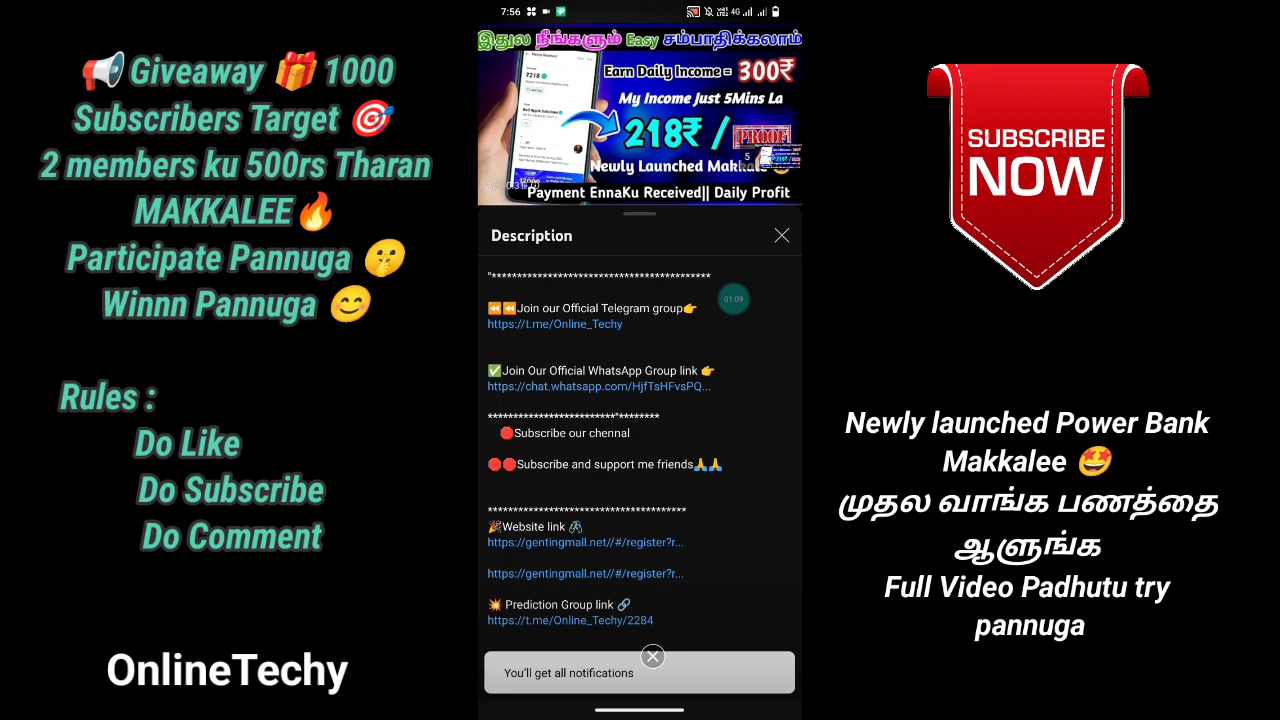 📢 Giveaway 🎁 1000
Subscribers Target 🎯
2 members ku 500rs Tharan
MAKKALEE🔥
Participate Pannuga 🤫
Winnn Pannuga 😊
Rules :
Do Like
Do Subscribe
Do Comment
OnlineTechy
7:56
4G
இதுல நீங்களும் Easy சம்பாதிக்கலாம்
₹218
Earn Daily Income = 300₹
My Income Just 5Mins La
218₹ / PROOF
Newly Launched Makkale
Payment EnnaKu Received|| Daily Profit
Description
"*******************************************
01:09
⏪⏪Join our Official Telegram group👉
https://t.me/Online_Techy
✅Join Our Official WhatsApp Group link 👉
https://chat.whatsapp.com/HjfTsHFvsPQ...
*************************"********
🛑Subscribe our chennal
🛑🛑Subscribe and support me friends🙏🙏
***************************************
🎉Website link 🖇
https://gentingmall.net//#/register?r...
https://gentingmall.net//#/register?r...
💥 Prediction Group link 🔗
https://t.me/Online_Techy/2284
You'll get all notifications
SUBSCRIBE
NOW
Newly launched Power Bank
Makkalee 🤩
முதல வாங்க பணத்தை
ஆளுங்க
Full Video Padhutu try
pannuga